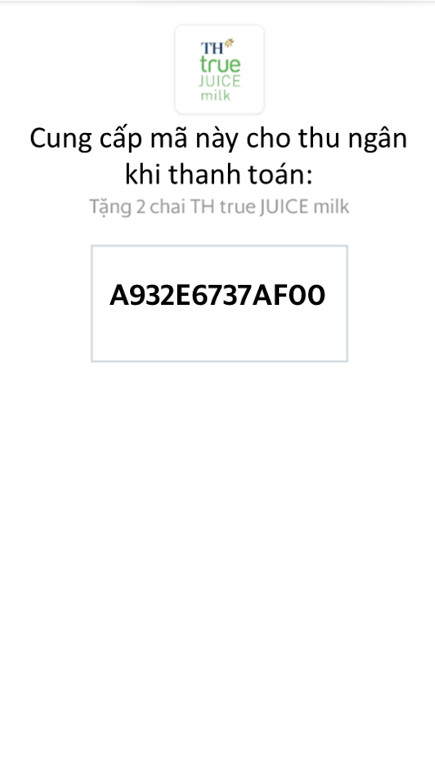 TH
true
JUICE
milk
Cung cấp mã này cho thu ngân
khi thanh toán:
Tặng 2 chai TH true JUICE milk
A932E6737AF00